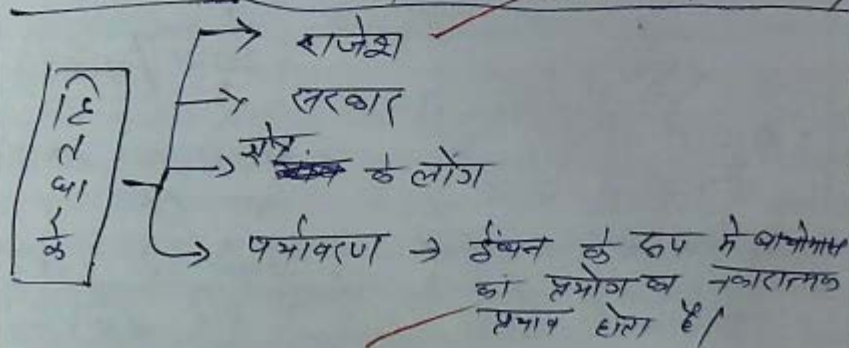 हितधारक
→ राजेश
→ सरकार
→ क्षेत्र के लोग
→ पर्यावरण → ईंधन के रूप में बायोमास
का प्रयोग का नकारात्मक
प्रभाव होता है।